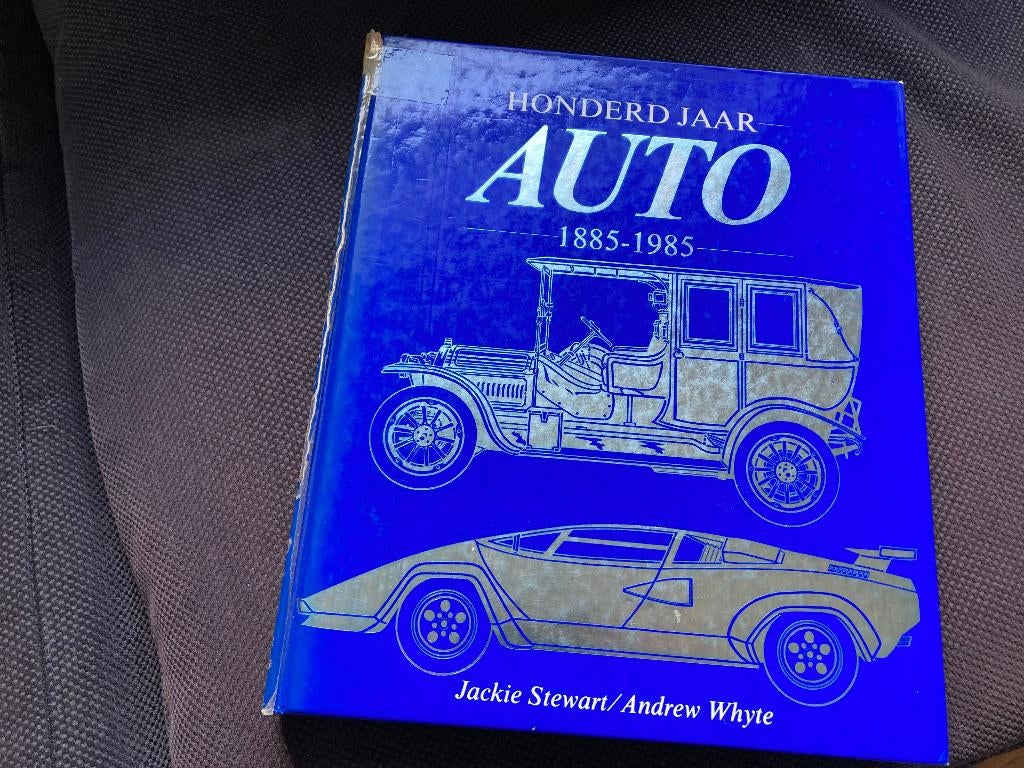 HONDERD JAAR
AUTO
1885-1985
Jackie Stewart/Andrew Whyte